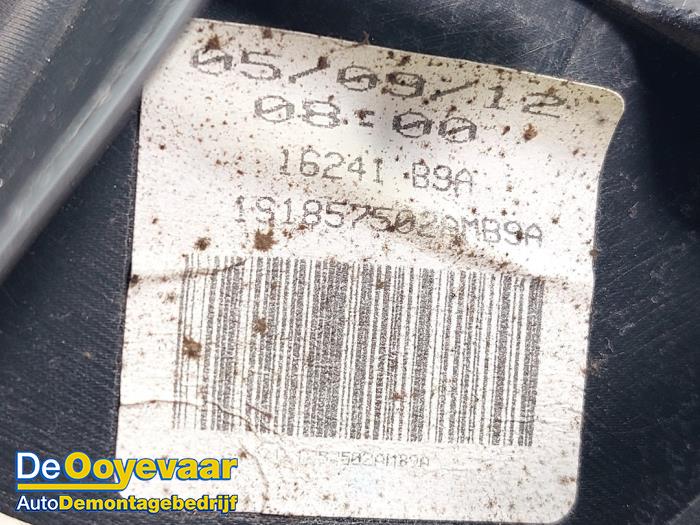 05/09/12
08:00
16241 B9A
1S1857502AMB9A
De Ooyevaar
AutoDemontagebedrijf